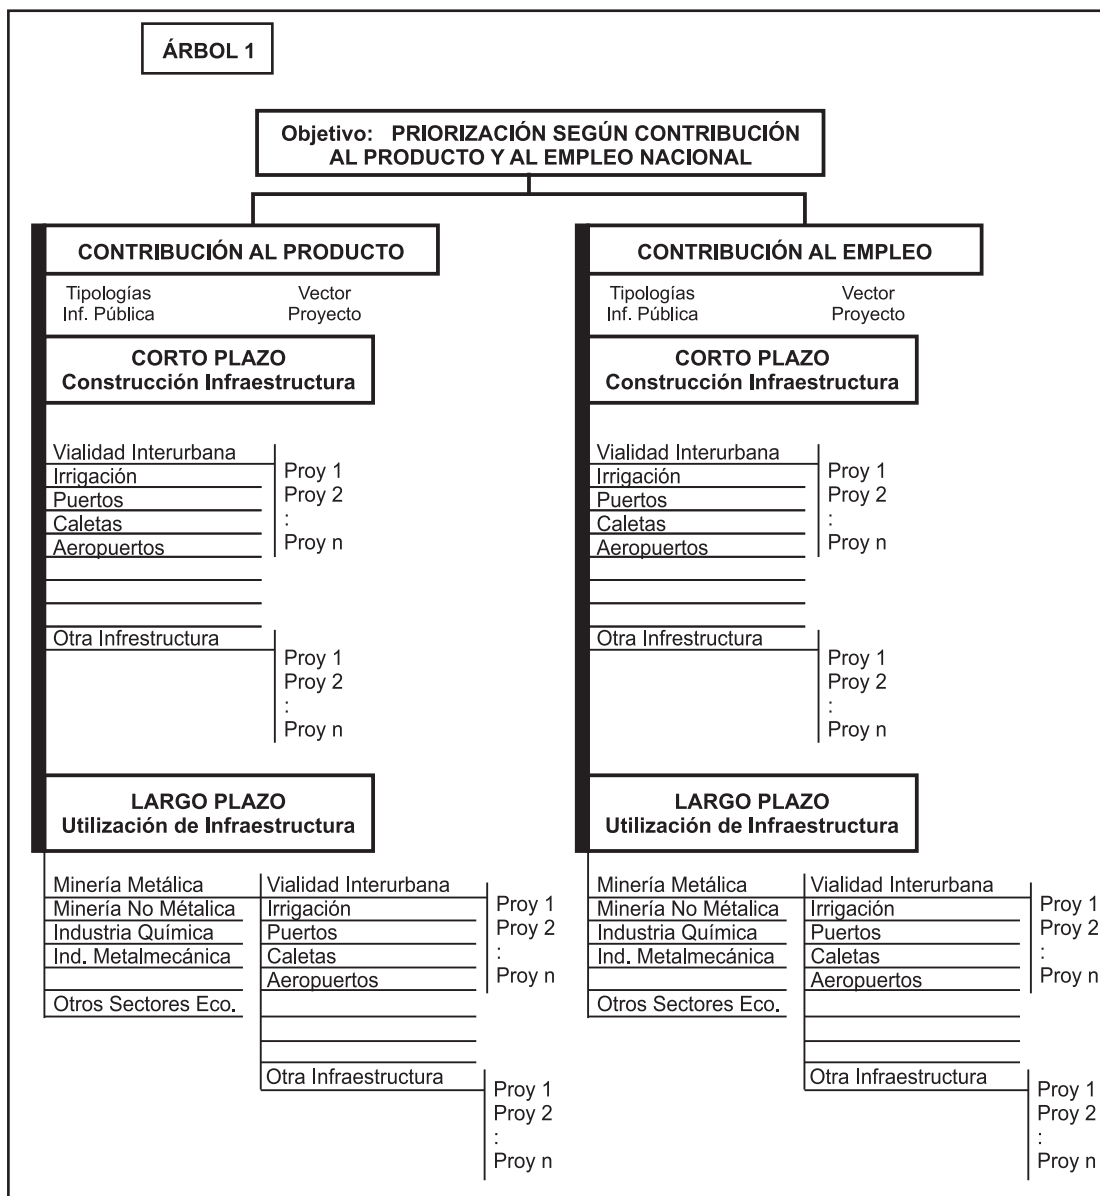 ÁRBOL 1
Objetivo: PRIORIZACIÓN SEGÚN CONTRIBUCIÓN
AL PRODUCTO Y AL EMPLEO NACIONAL
CONTRIBUCIÓN AL PRODUCTO
Tipologías
Inf. Pública
Vector
Proyecto
CORTO PLAZO
Construcción Infraestructura
Vialidad Interurbana
Irrigación
Puertos
Caletas
Aeropuertos
Proy 1
Proy 2
:
Proy n
Otra Infrestructura
Proy 1
Proy 2
:
Proy n
LARGO PLAZO
Utilización de Infraestructura
Minería Metálica
Minería No Métalica
Industria Química
Ind. Metalmecánica
Otros Sectores Eco.
Vialidad Interurbana
Irrigación
Puertos
Caletas
Aeropuertos
Proy 1
Proy 2
:
Proy n
Otra Infraestructura
Proy 1
Proy 2
:
Proy n
CONTRIBUCIÓN AL EMPLEO
Tipologías
Inf. Pública
Vector
Proyecto
CORTO PLAZO
Construcción Infraestructura
Vialidad Interurbana
Irrigación
Puertos
Caletas
Aeropuertos
Proy 1
Proy 2
:
Proy n
Otra Infrestructura
Proy 1
Proy 2
:
Proy n
LARGO PLAZO
Utilización de Infraestructura
Minería Metálica
Minería No Métalica
Industria Química
Ind. Metalmecánica
Otros Sectores Eco.
Vialidad Interurbana
Irrigación
Puertos
Caletas
Aeropuertos
Proy 1
Proy 2
:
Proy n
Otra Infraestructura
Proy 1
Proy 2
:
Proy n